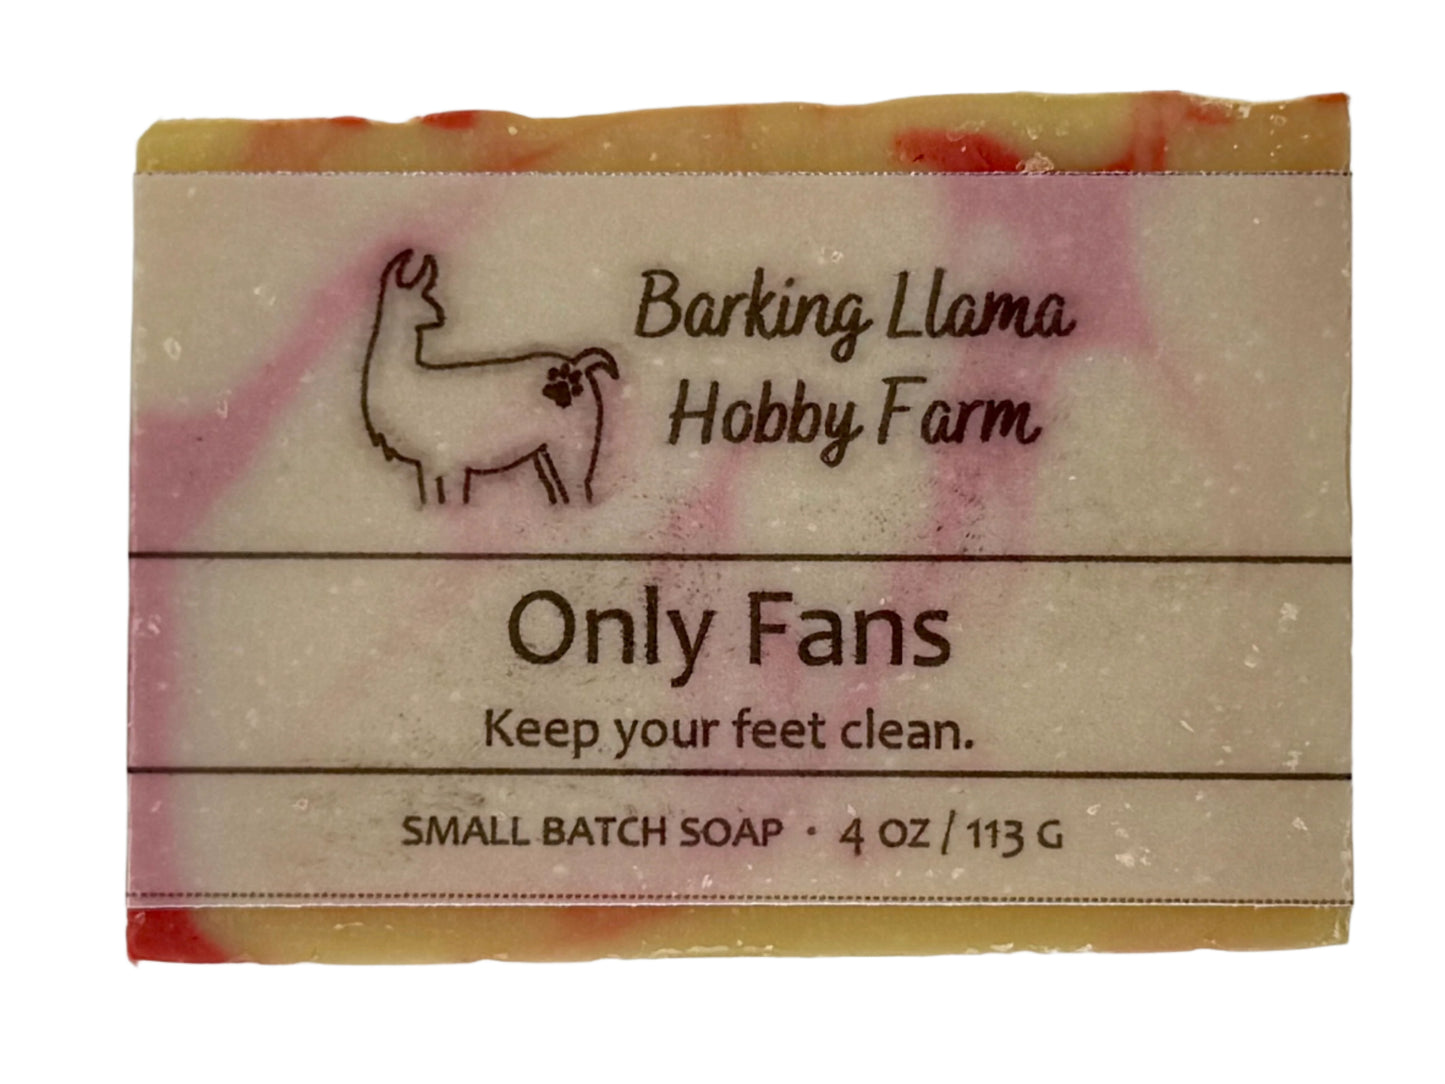 Barking Llama
Hobby Farm
Only Fans
Keep your feet clean.
SMALL BATCH SOAP • 4 OZ / 113 G